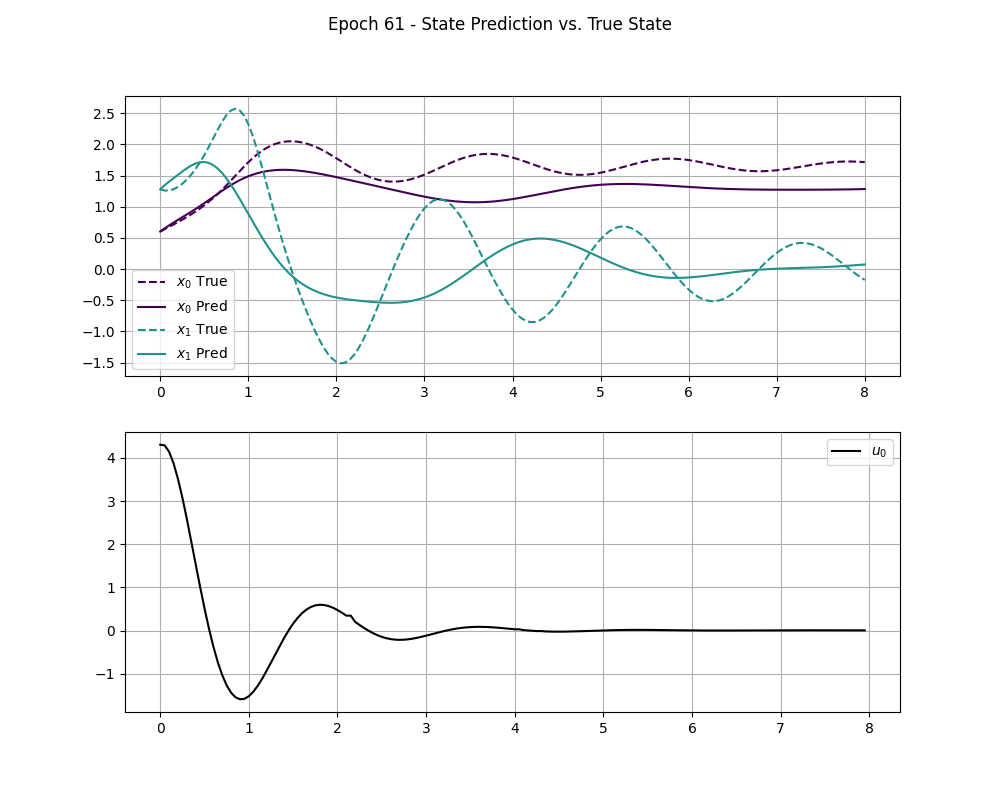 Epoch 61 - State Prediction vs. True State
2.5
2.0
1.5
1.0
0.5
0.0
−0.5
−1.0
−1.5
x₀ True
x₀ Pred
x₁ True
x₁ Pred
0 1 2 3 4 5 6 7 8
4
3
2
1
0
−1
u₀
0 1 2 3 4 5 6 7 8